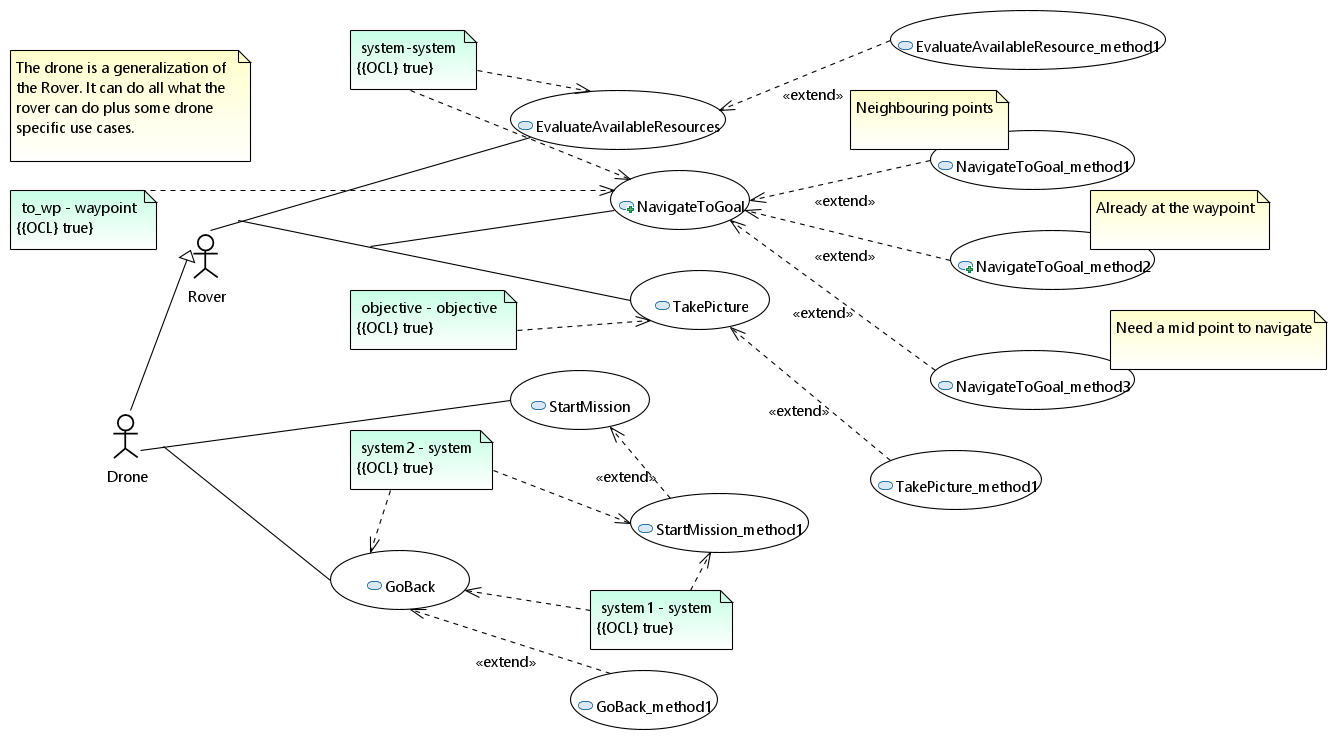 The drone is a generalization of
the Rover. It can do all what the
rover can do plus some drone
specific use cases.
system-system
{{OCL} true}
EvaluateAvailableResource_method1
«extend»
EvaluateAvailableResources
Neighbouring points
NavigateToGoal_method1
«extend»
to_wp - waypoint
{{OCL} true}
NavigateToGoal
Already at the waypoint
NavigateToGoal_method2
«extend»
Rover
objective - objective
{{OCL} true}
TakePicture
«extend»
Need a mid point to navigate
NavigateToGoal_method3
StartMission
«extend»
Drone
system2 - system
{{OCL} true}
«extend»
TakePicture_method1
StartMission_method1
GoBack
system1 - system
{{OCL} true}
«extend»
GoBack_method1